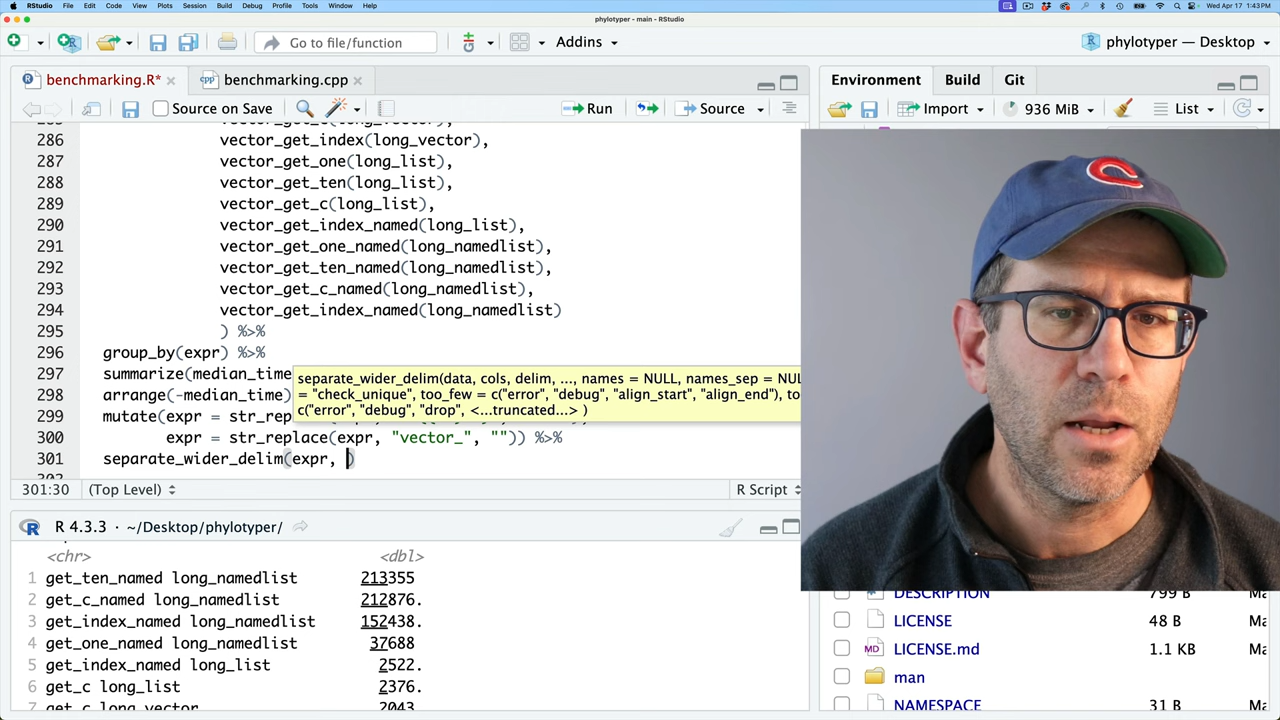 RStudio File Edit Code View Plots Session Build Debug Profile Tools Window Help Wed Apr 17 1:43 PM
phylotyper - main - RStudio
Go to file/function Addins phylotyper — Desktop
benchmarking.R* benchmarking.cpp
Source on Save Run Source
286 vector_get_index(long_vector),
287 vector_get_one(long_list),
288 vector_get_ten(long_list),
289 vector_get_c(long_list),
290 vector_get_index_named(long_list),
291 vector_get_one_named(long_namedlist),
292 vector_get_ten_named(long_namedlist),
293 vector_get_c_named(long_namedlist),
294 vector_get_index_named(long_namedlist)
295 ) %>%
296 group_by(expr) %>%
297 summarize(median_time
298 arrange(-median_time)
299 mutate(expr = str_replace
300 expr = str_replace(expr, "vector_", "")) %>%
301 separate_wider_delim(expr, )
separate_wider_delim(data, cols, delim, ..., names = NULL, names_sep = NUL
= "check_unique", too_few = c("error", "debug", "align_start", "align_end"), to
c("error", "debug", "drop", <...truncated...> )
301:30 (Top Level) R Script
R 4.3.3 · ~/Desktop/phylotyper/
<chr> <dbl>
1 get_ten_named long_namedlist 213355
2 get_c_named long_namedlist 212876.
3 get_index_named long_namedlist 152438.
4 get_one_named long_namedlist 37688
5 get_index_named long_list 2522.
6 get_c long_list 2376.
7 get_c long_vector 2043.
Environment Build Git
Import 936 MiB List
C
DESCRIPTION 799 B
LICENSE 48 B
LICENSE.md 1.1 KB
man
NAMESPACE 31 B